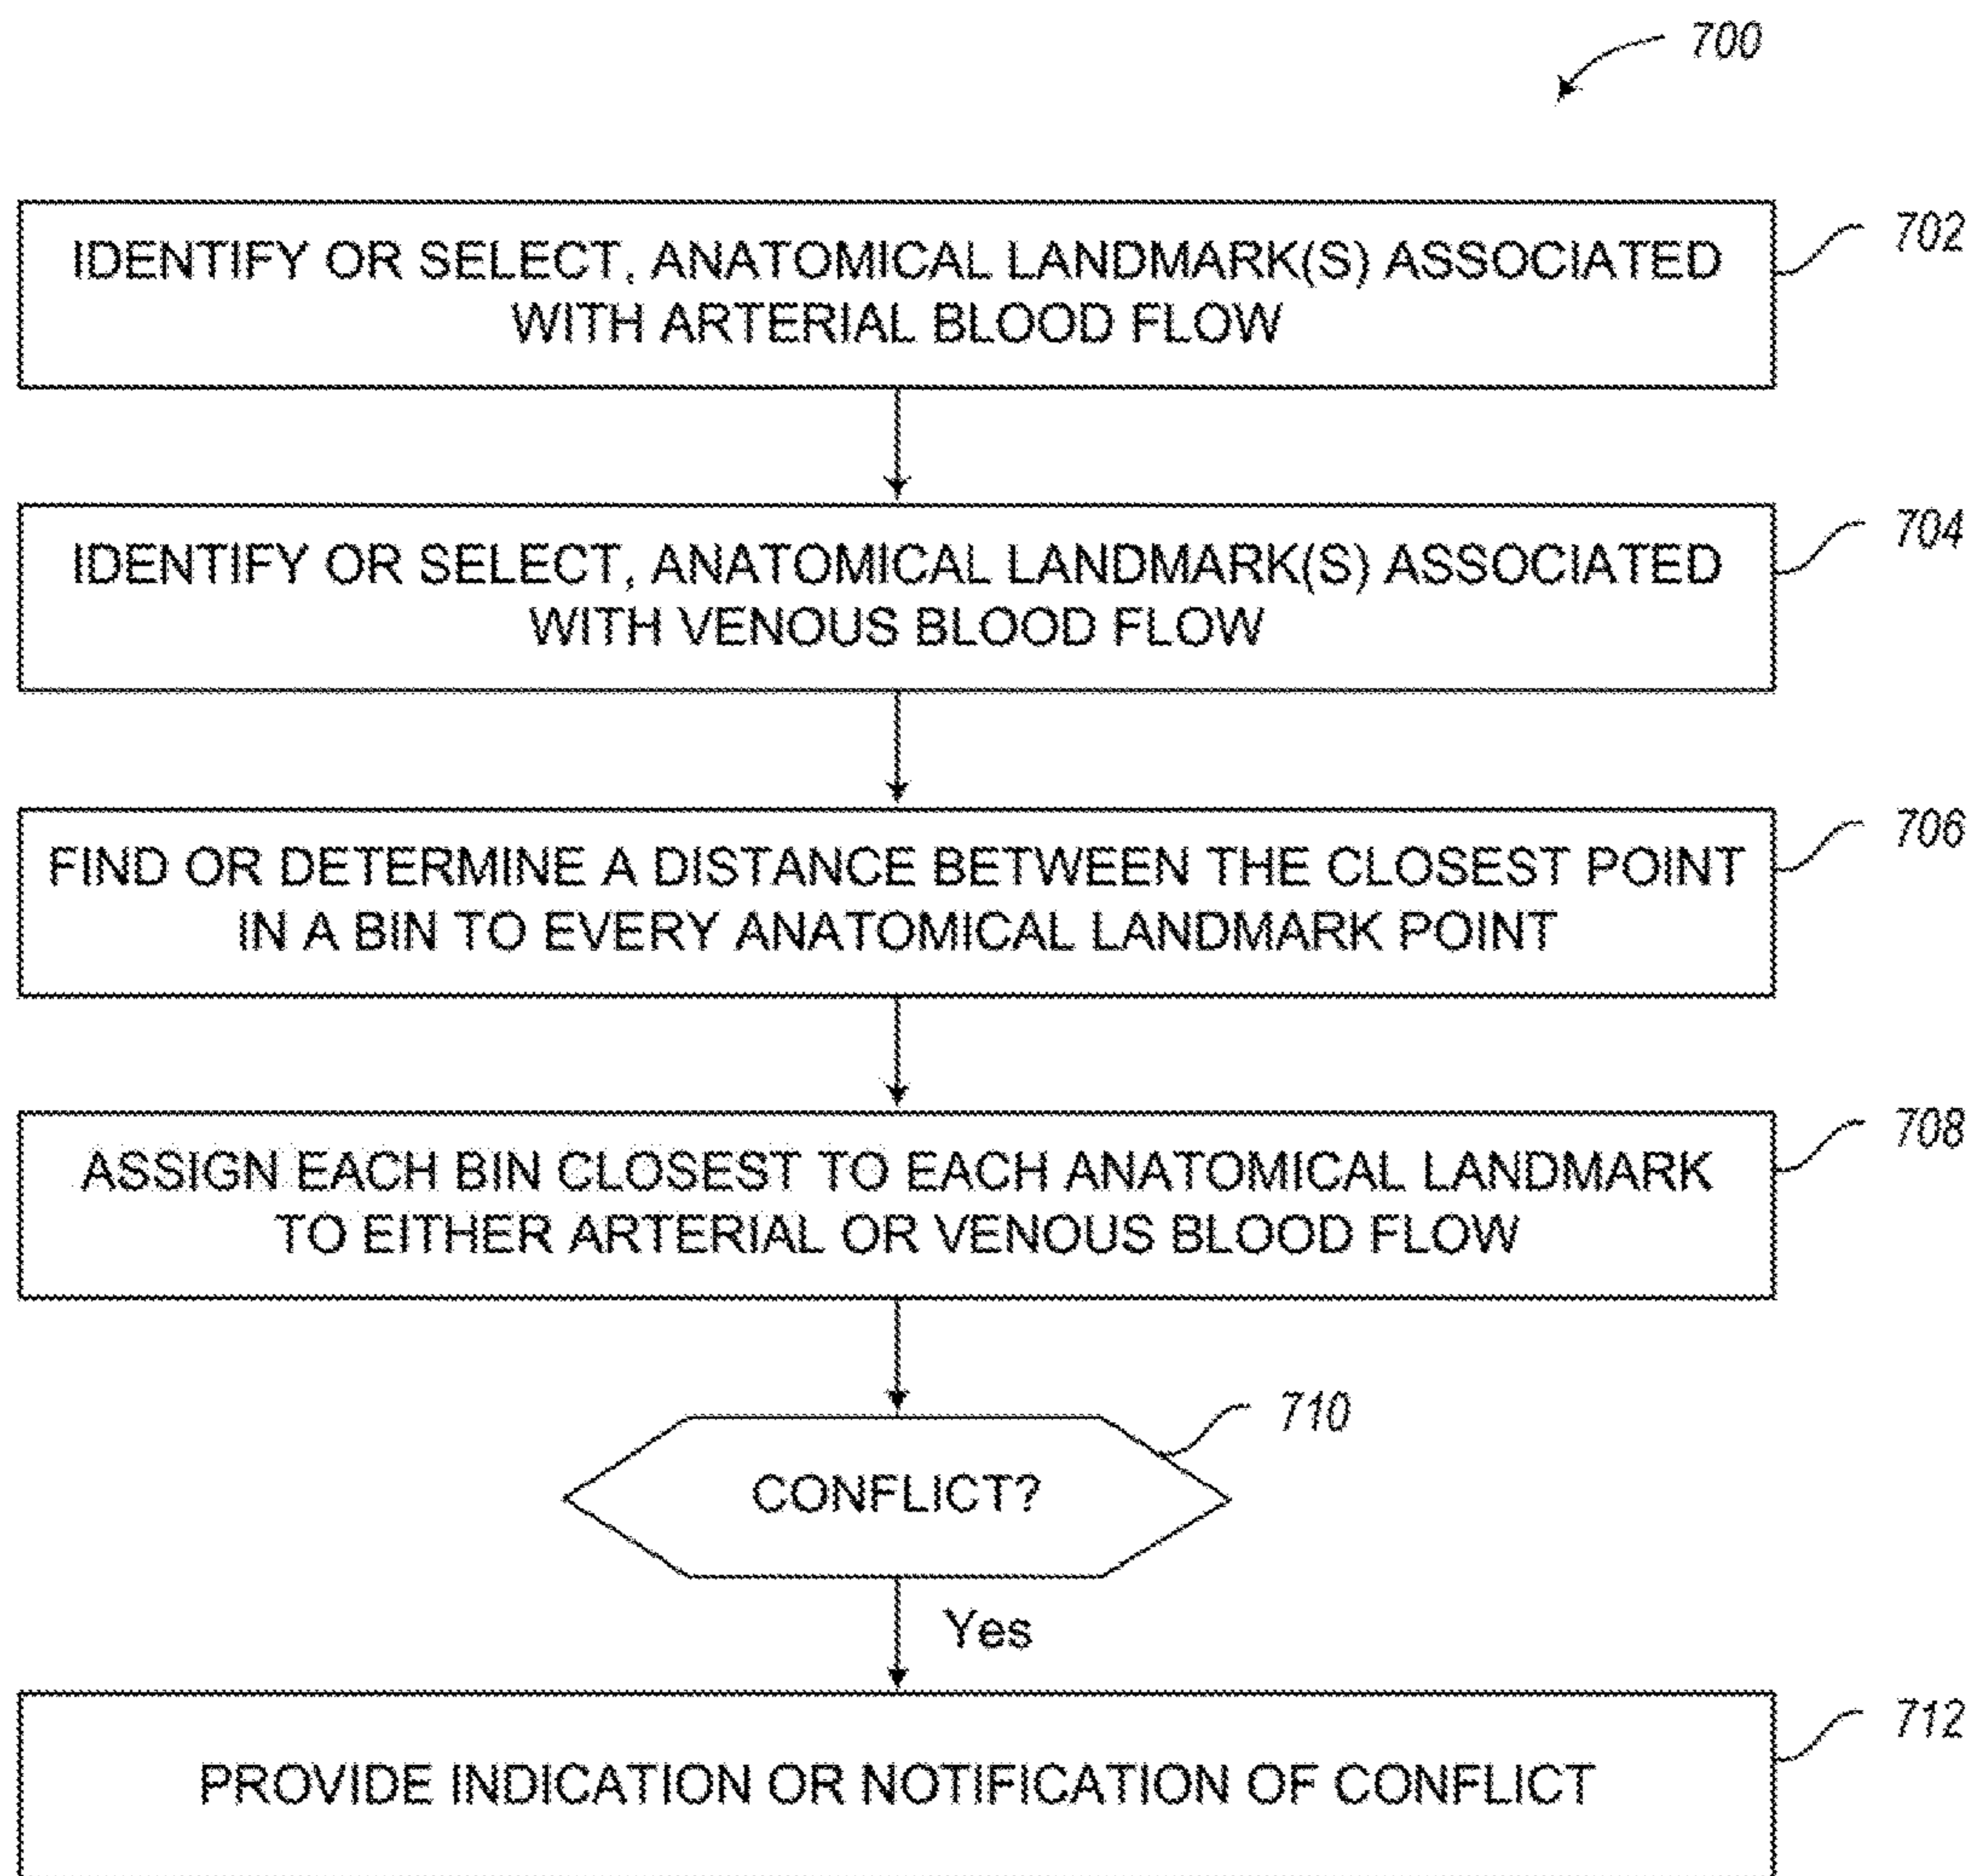 700
IDENTIFY OR SELECT, ANATOMICAL LANDMARK(S) ASSOCIATED
WITH ARTERIAL BLOOD FLOW
702
IDENTIFY OR SELECT, ANATOMICAL LANDMARK(S) ASSOCIATED
WITH VENOUS BLOOD FLOW
704
FIND OR DETERMINE A DISTANCE BETWEEN THE CLOSEST POINT
IN A BIN TO EVERY ANATOMICAL LANDMARK POINT
706
ASSIGN EACH BIN CLOSEST TO EACH ANATOMICAL LANDMARK
TO EITHER ARTERIAL OR VENOUS BLOOD FLOW
708
CONFLICT?
710
Yes
PROVIDE INDICATION OR NOTIFICATION OF CONFLICT
712